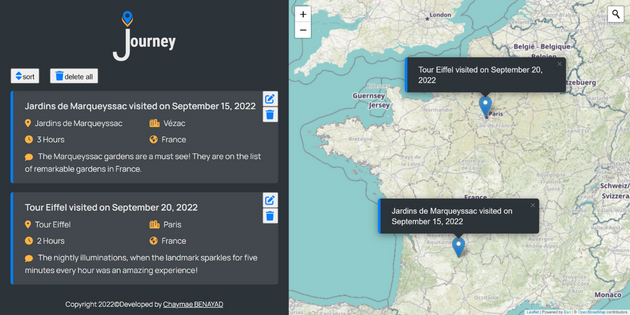 Journey
sort
delete all
Jardins de Marqueyssac visited on September 15, 2022
Jardins de Marqueyssac
Vézac
3 Hours
France
The Marqueyssac gardens are a must see! They are on the list
of remarkable gardens in France.
Tour Eiffel visited on September 20, 2022
Tour Eiffel
Paris
2 Hours
France
The nightly illuminations, when the landmark sparkles for five
minutes every hour was an amazing experience!
Copyright 2022©Developed by Chaymae BENAYAD
+
−
London
België - Belgique
Tour Eiffel visited on September 20,
2022
×
Guernsey
Jersey
Paris
Bretagne
Schweiz/
Svizzera
France
Jardins de Marqueyssac visited on
September 15, 2022
×
Occitanie
Monaco
Leaflet | Powered by Esri | © OpenStreetMap contributors